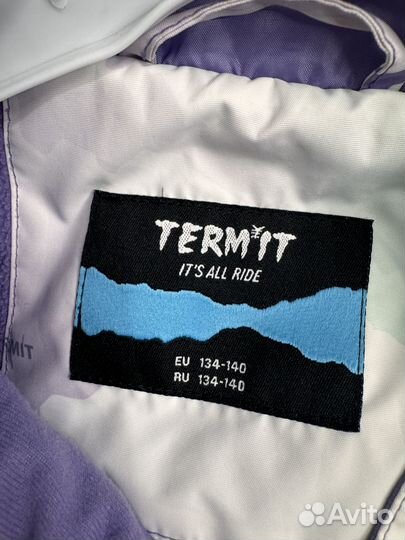 TERMIT
IT'S ALL RIDE
EU 134-140
RU 134-140
Avito